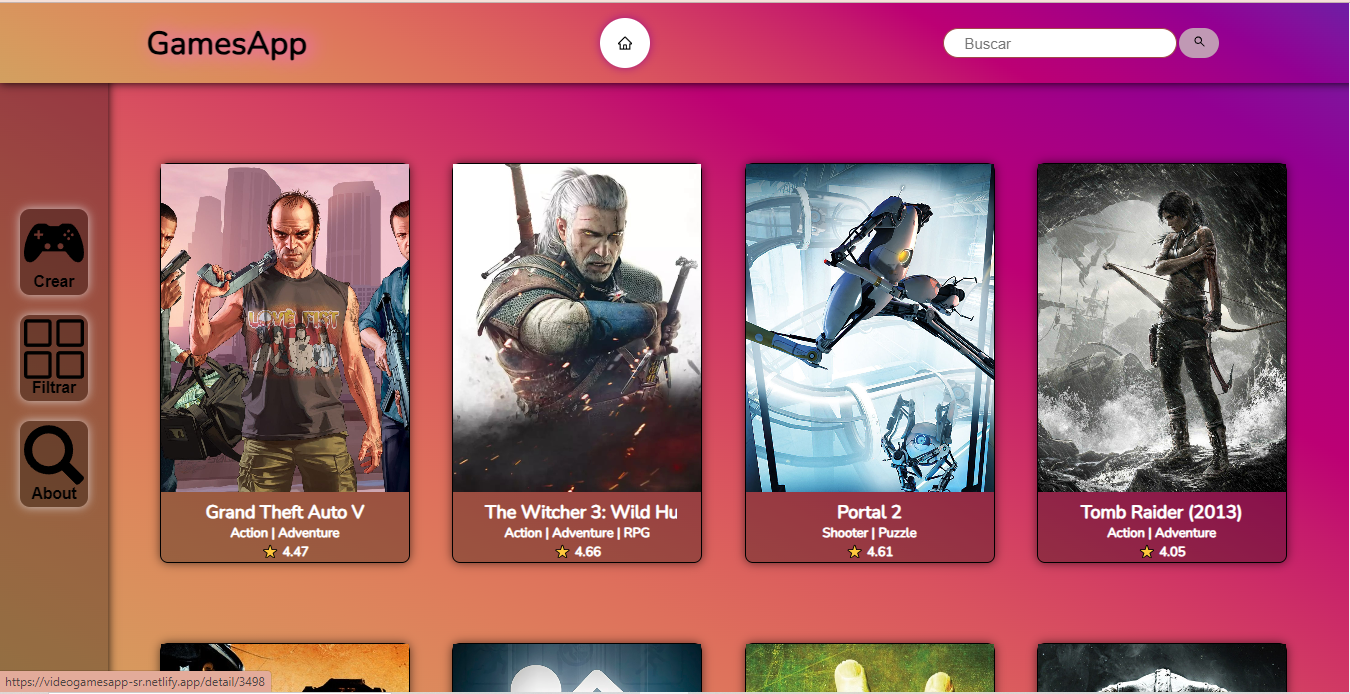 GamesApp
Buscar
Crear
Filtrar
About
Grand Theft Auto V
Action | Adventure
4.47
The Witcher 3: Wild Hu
Action | Adventure | RPG
4.66
Portal 2
Shooter | Puzzle
4.61
Tomb Raider (2013)
Action | Adventure
4.05
https://videogamesapp-sr.netlify.app/detail/3498